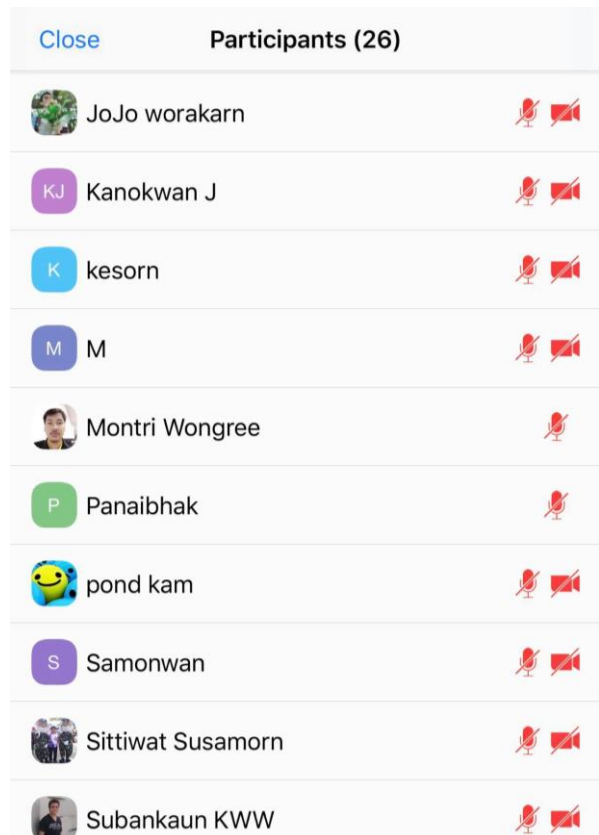 Close Participants (26)
JoJo worakarn
KJ Kanokwan J
K kesorn
M M
Montri Wongree
P Panaibhak
pond kam
S Samonwan
Sittiwat Susamorn
Subankaun KWW